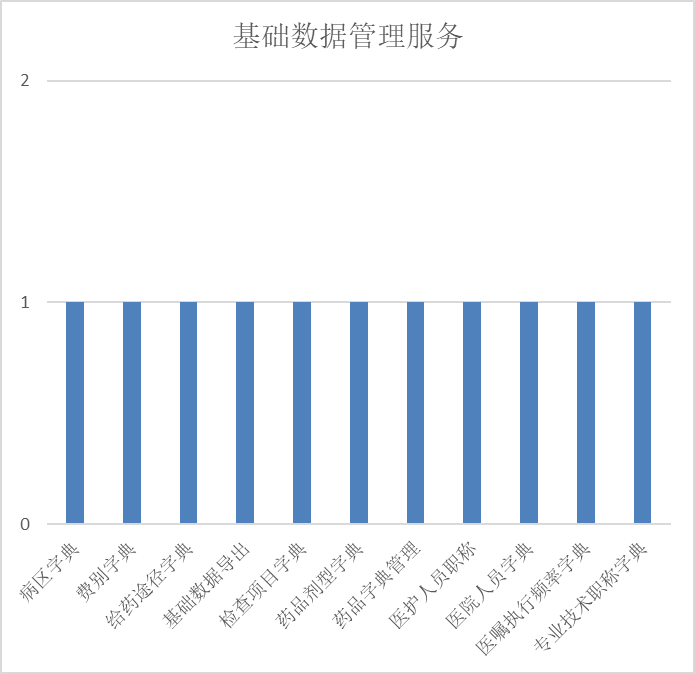 基础数据管理服务
2
1
0
病区字典
费别字典
给药途径字典
基础数据导出
检查项目字典
药品剂型字典
药品字典管理
医护人员职称
医院人员字典
医嘱执行频率字典
专业技术职称字典